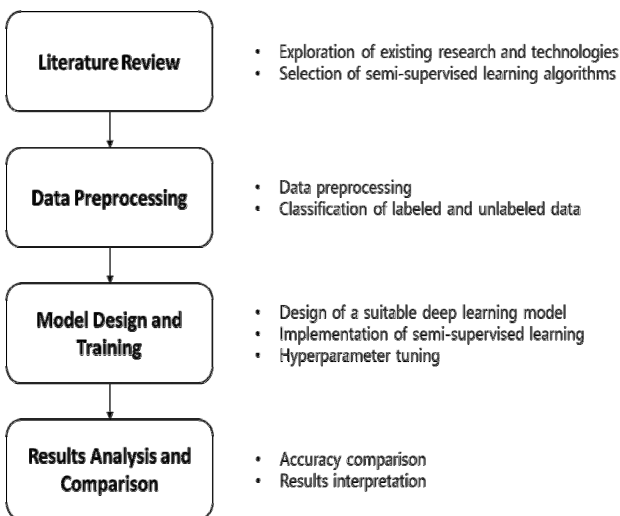 Literature Review
• Exploration of existing research and technologies
• Selection of semi-supervised learning algorithms
Data Preprocessing
• Data preprocessing
• Classification of labeled and unlabeled data
Model Design and
Training
• Design of a suitable deep learning model
• Implementation of semi-supervised learning
• Hyperparameter tuning
Results Analysis and
Comparison
• Accuracy comparison
• Results interpretation